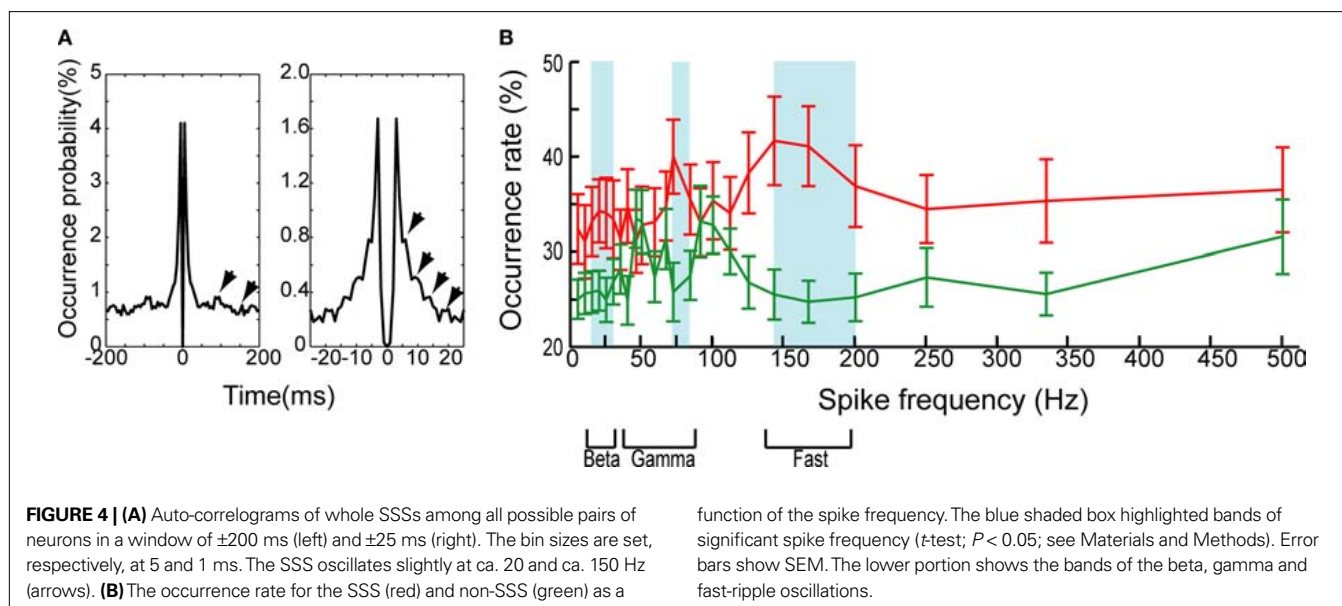 A
B
5
4
3
2
1
0
-200
0
200
2.0
1.6
1.2
0.8
0.4
-20
-10
0
10
20
Occurrence probability(%)
Time(ms)
50
40
30
20
Occurrence rate (%)
0
50
100
150
200
250
300
350
400
450
500
Spike frequency (Hz)
Beta
Gamma
Fast
FIGURE 4 | (A) Auto-correlograms of whole SSSs among all possible pairs of
neurons in a window of ±200 ms (left) and ±25 ms (right). The bin sizes are set,
respectively, at 5 and 1 ms. The SSS oscillates slightly at ca. 20 and ca. 150 Hz
(arrows). (B) The occurrence rate for the SSS (red) and non-SSS (green) as a
function of the spike frequency. The blue shaded box highlighted bands of
significant spike frequency (t-test; P < 0.05; see Materials and Methods). Error
bars show SEM. The lower portion shows the bands of the beta, gamma and
fast-ripple oscillations.